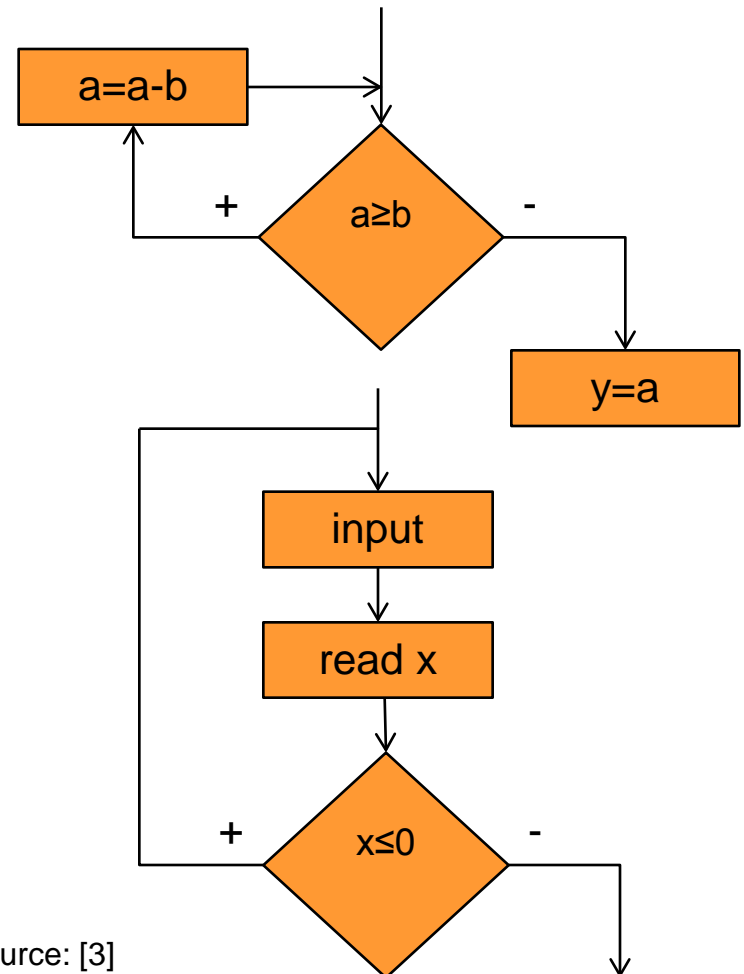 a=a-b
+
a≥b
-
y=a
input
read x
+
x≤0
-
urce: [3]